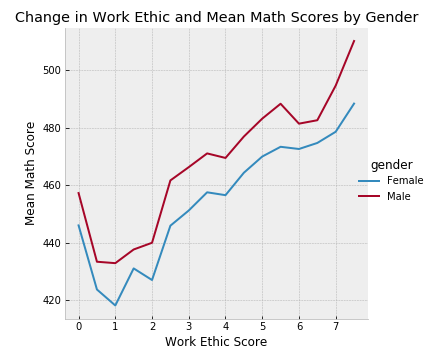 Change in Work Ethic and Mean Math Scores by Gender
Mean Math Score
500
480
460
440
420
0 1 2 3 4 5 6 7
Work Ethic Score
gender
Female
Male